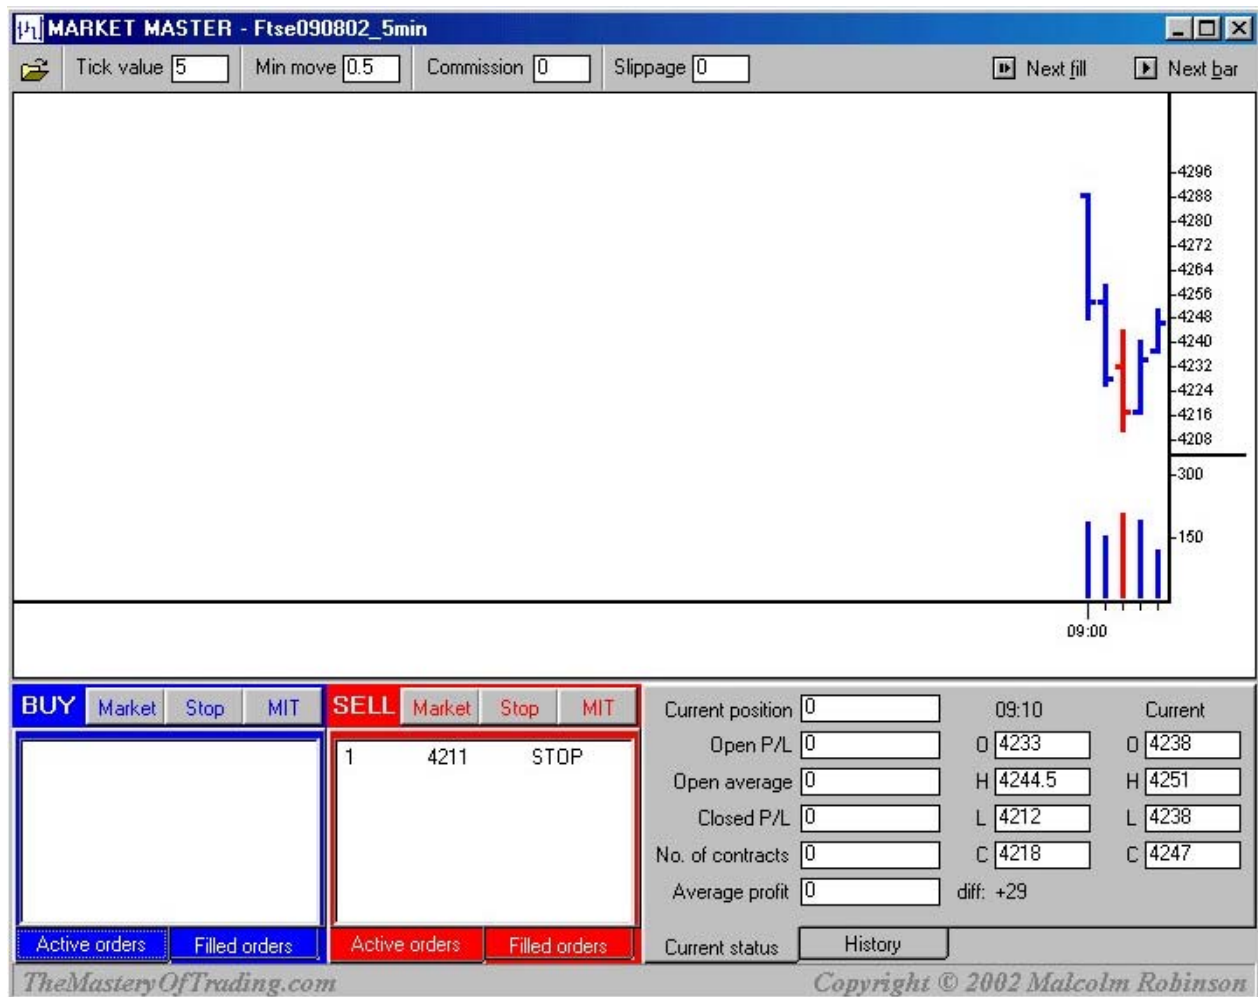 MARKET MASTER - Ftse090802_5min
Tick value 5 Min move 0.5 Commission 0 Slippage 0 Next fill Next bar
4296
4288
4280
4272
4264
4256
4248
4240
4232
4224
4216
4208
300
150
09:00
BUY Market Stop MIT SELL Market Stop MIT
1 4211 STOP
Active orders Filled orders Active orders Filled orders
Current position 0 09:10 Current
Open P/L 0 O 4233 O 4238
Open average 0 H 4244.5 H 4251
Closed P/L 0 L 4212 L 4238
No. of contracts 0 C 4218 C 4247
Average profit 0 diff: +29
Current status History
TheMasteryOfTrading.com Copyright © 2002 Malcolm Robinson